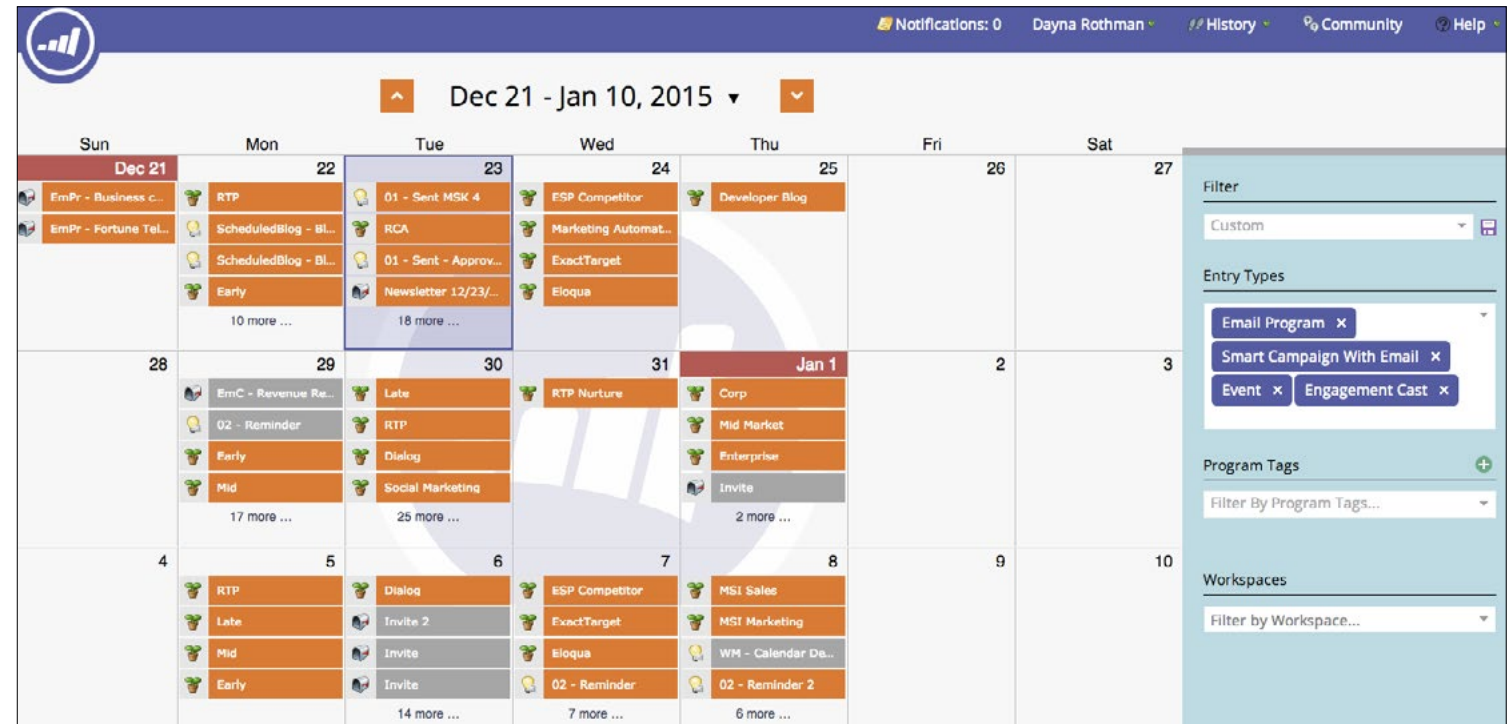 Notifications: 0 Dayna Rothman History Community Help
Dec 21 - Jan 10, 2015
Sun Mon Tue Wed Thu Fri Sat
Dec 21 22 23 24 25 26 27
EmPr - Business c... RTP 01 - Sent MSK 4 ESP Competitor Developer Blog
EmPr - Fortune Tel... ScheduledBlog - Bl... RCA Marketing Automat...
ScheduledBlog - Bl... 01 - Sent - Approv... ExactTarget
Early Newsletter 12/23/... Eloqua
10 more ... 18 more ...
28 29 30 31 Jan 1 2 3
EmC - Revenue Re... Late RTP Nurture Corp
02 - Reminder RTP Mid Market
Early Dialog Enterprise
Mid Social Marketing Invite
17 more ... 25 more ... 2 more ...
4 5 6 7 8 9 10
RTP Dialog ESP Competitor MSI Sales
Late Invite 2 ExactTarget MSI Marketing
Mid Invite Eloqua WM - Calendar De...
Early Invite 02 - Reminder 02 - Reminder 2
14 more ... 7 more ... 6 more ...
Filter
Custom
Entry Types
Email Program ×
Smart Campaign With Email ×
Event × Engagement Cast ×
Program Tags
Filter By Program Tags...
Workspaces
Filter by Workspace...